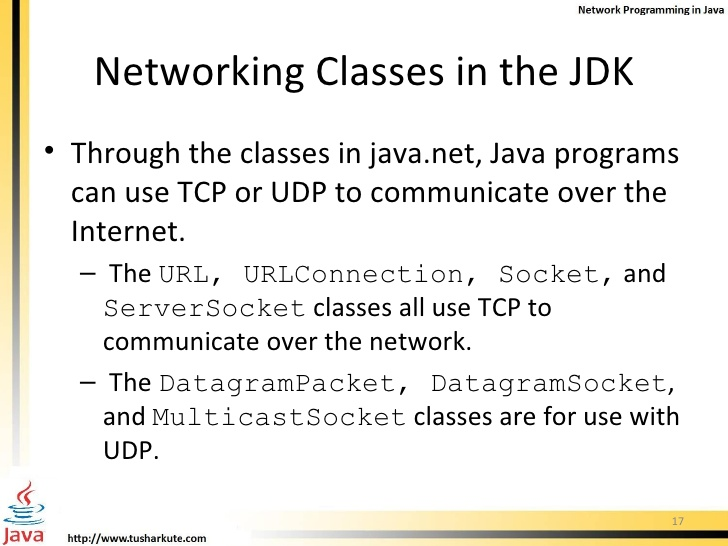 Network Programming in Java
Networking Classes in the JDK
• Through the classes in java.net, Java programs
can use TCP or UDP to communicate over the
Internet.
– The URL, URLConnection, Socket, and
ServerSocket classes all use TCP to
communicate over the network.
– The DatagramPacket, DatagramSocket,
and MulticastSocket classes are for use with
UDP.
17
Java
http://www.tusharkute.com